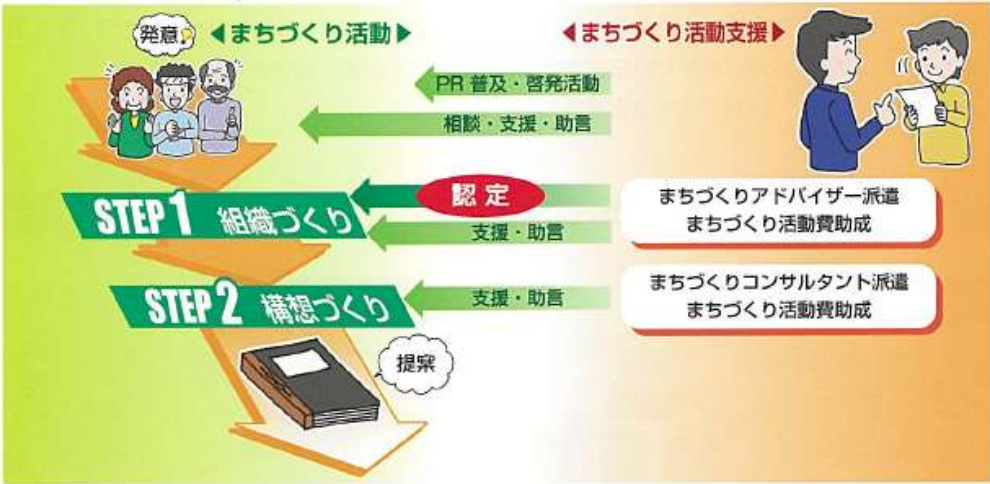 発意
◀まちづくり活動▶
◀まちづくり活動支援▶
PR 普及・啓発活動
相談・支援・助言
認定
STEP 1 組織づくり
支援・助言
まちづくりアドバイザー派遣
まちづくり活動費助成
STEP 2 構想づくり
支援・助言
まちづくりコンサルタント派遣
まちづくり活動費助成
提案